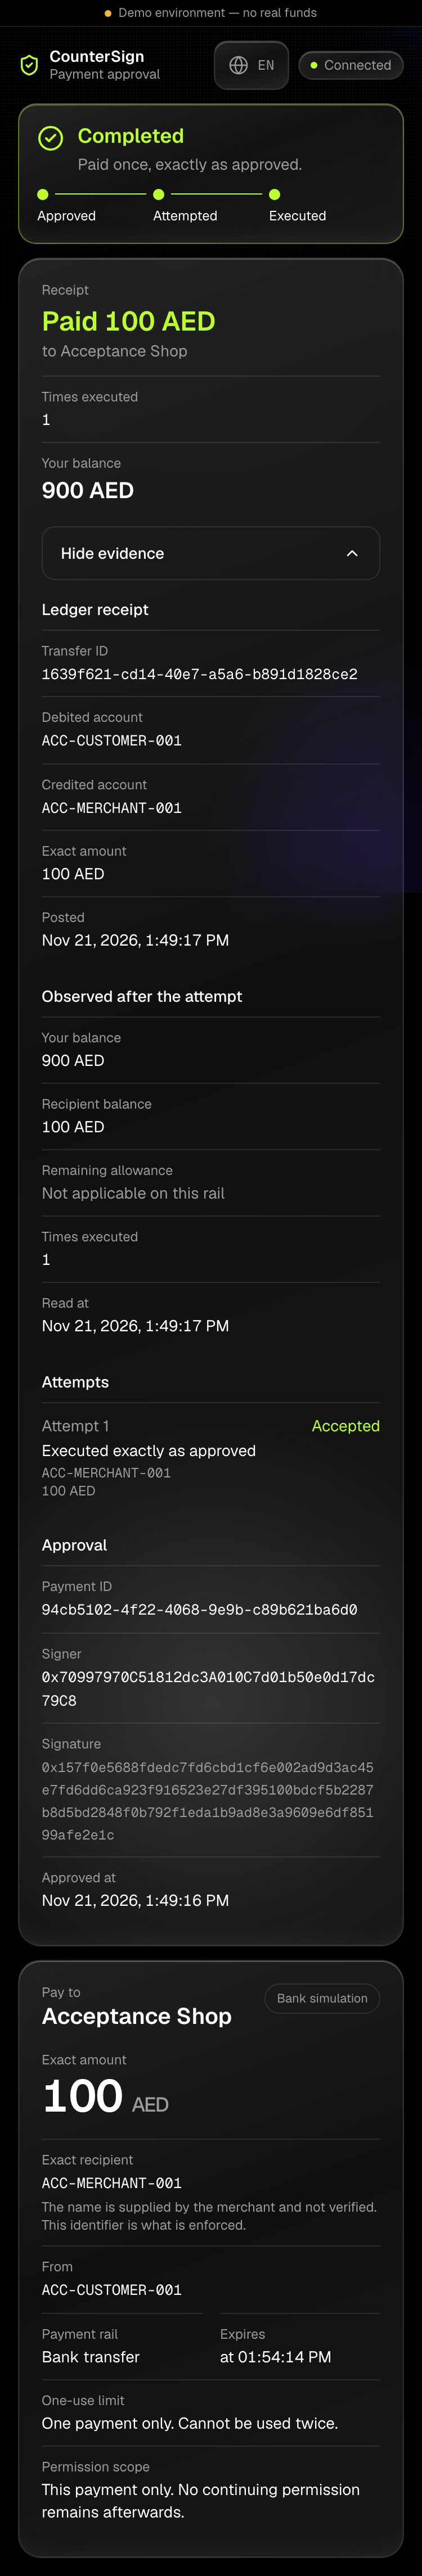 Demo environment — no real funds
CounterSign
Payment approval
EN
Connected
Completed
Paid once, exactly as approved.
Approved
Attempted
Executed
Receipt
Paid 100 AED
to Acceptance Shop
Times executed
1
Your balance
900 AED
Hide evidence
Ledger receipt
Transfer ID
1639f621-cd14-40e7-a5a6-b891d1828ce2
Debited account
ACC-CUSTOMER-001
Credited account
ACC-MERCHANT-001
Exact amount
100 AED
Posted
Nov 21, 2026, 1:49:17 PM
Observed after the attempt
Your balance
900 AED
Recipient balance
100 AED
Remaining allowance
Not applicable on this rail
Times executed
1
Read at
Nov 21, 2026, 1:49:17 PM
Attempts
Attempt 1
Accepted
Executed exactly as approved
ACC-MERCHANT-001
100 AED
Approval
Payment ID
94cb5102-4f22-4068-9e9b-c89b621ba6d0
Signer
0x70997970C51812dc3A010C7d01b50e0d17dc
79C8
Signature
0x157f0e5688fdedc7fd6cbd1cf6e002ad9d3ac45
e7fd6dd6ca923f916523e27df395100bdcf5b2287
b8d5bd2848f0b792f1eda1b9ad8e3a9609e6df851
99afe2e1c
Approved at
Nov 21, 2026, 1:49:16 PM
Pay to
Acceptance Shop
Bank simulation
Exact amount
100 AED
Exact recipient
ACC-MERCHANT-001
The name is supplied by the merchant and not verified.
This identifier is what is enforced.
From
ACC-CUSTOMER-001
Payment rail
Bank transfer
Expires
at 01:54:14 PM
One-use limit
One payment only. Cannot be used twice.
Permission scope
This payment only. No continuing permission
remains afterwards.